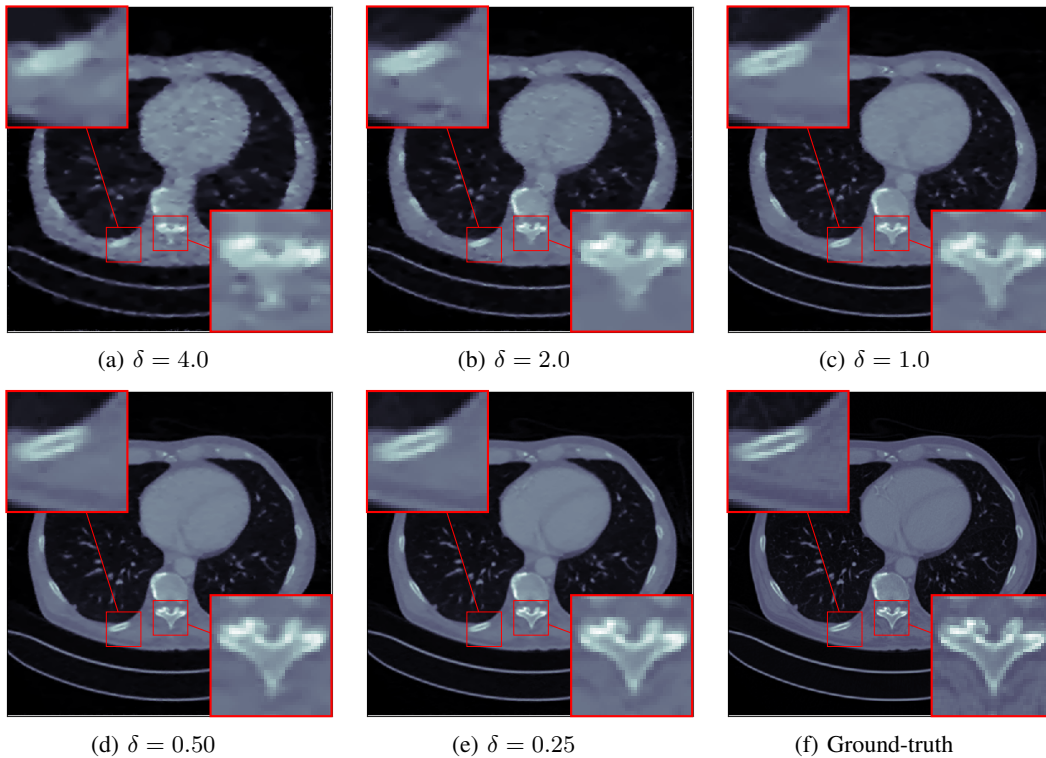 (a) δ = 4.0
(b) δ = 2.0
(c) δ = 1.0
(d) δ = 0.50
(e) δ = 0.25
(f) Ground-truth